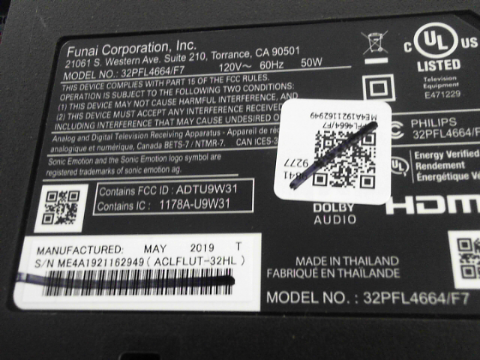 Funai Corporation, Inc.
21061 S. Western Ave. Suite 210, Torrance, CA 90501
MODEL NO.: 32PFL4664/F7 120V~ 60Hz 50W
THIS DEVICE COMPLIES WITH PART 15 OF THE FCC RULES.
OPERATION IS SUBJECT TO THE FOLLOWING TWO CONDITIONS:
(1) THIS DEVICE MAY NOT CAUSE HARMFUL INTERFERENCE, AND
(2) THIS DEVICE MUST ACCEPT ANY INTERFERENCE RECEIVED,
INCLUDING INTERFERENCE THAT MAY CAUSE UNDESIRED
Analog and Digital Television Receiving Apparatus - Appareil de
analogique et numérique, Canada BETS-7 / NTMR-7. CAN ICES-3
Sonic Emotion and the Sonic Emotion logo symbol are
registered trademarks of sonic emotion ag.
Contains FCC ID : ADTU9W31
Contains IC : 1178A-U9W31
MANUFACTURED: MAY 2019 T
S/N ME4A1921162949 ( ACLFLUT-32HL )
ME4A1921162949
9277
DOLBY
AUDIO
C UL US
LISTED
Television
Equipment
E471229
PHILIPS
32PFL4664/F
Energy Verified
HDMI
MADE IN THAILAND
FABRIQUÉ EN THAÏLANDE
MODEL NO. : 32PFL4664/F7